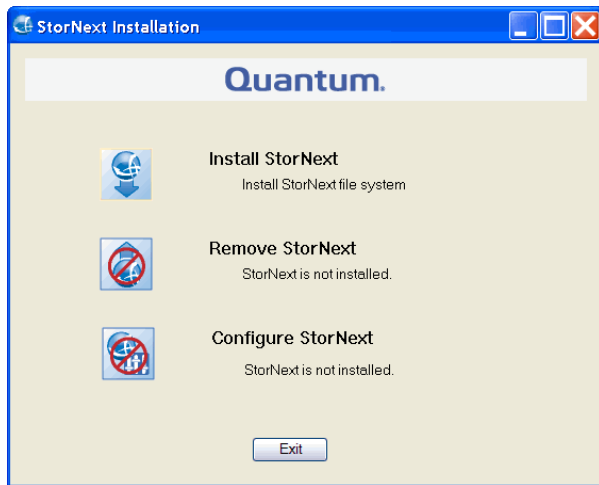 StorNext Installation
Quantum.
Install StorNext
Install StorNext file system
Remove StorNext
StorNext is not installed.
Configure StorNext
StorNext is not installed.
Exit